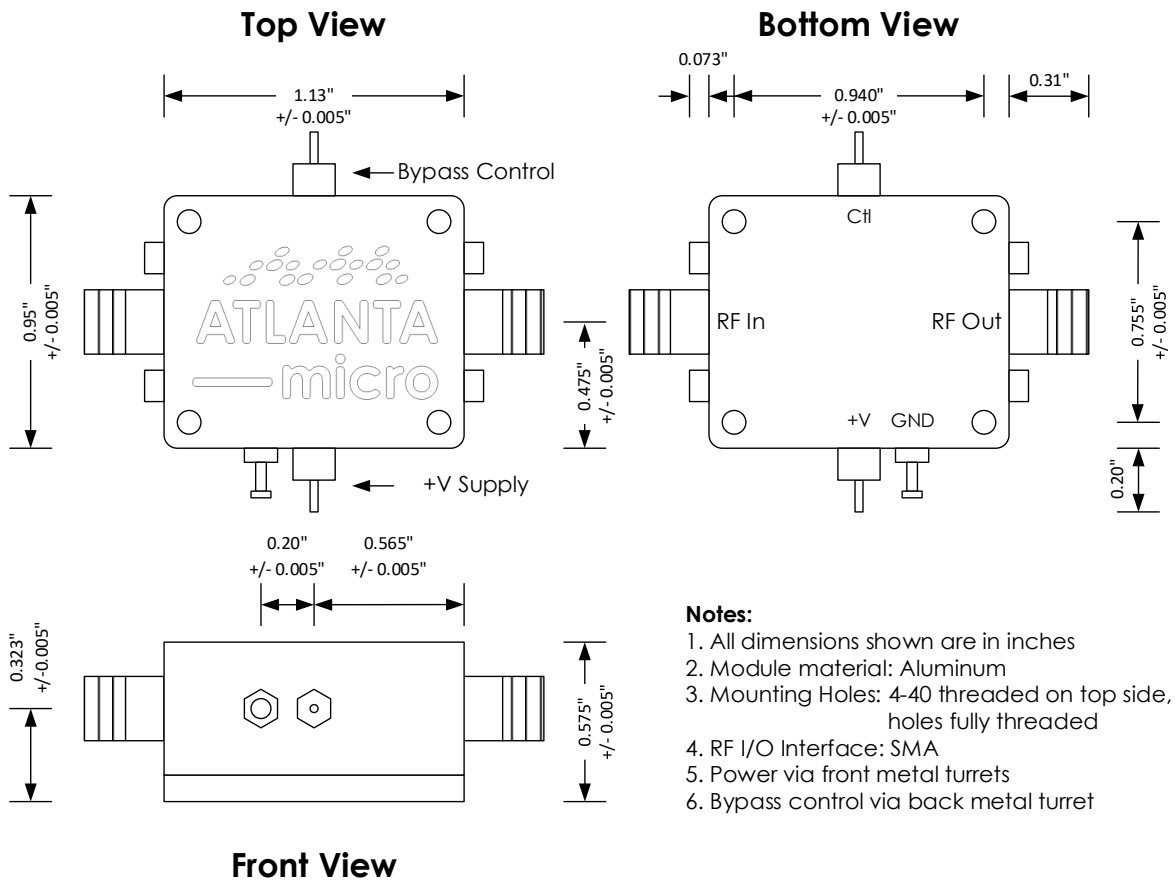 Top View
Bottom View
1.13"
+/- 0.005"
0.073"
0.940"
+/- 0.005"
0.31"
Bypass Control
Ctl
0.95"
+/- 0.005"
ATLANTA
micro
0.475"
+/- 0.005"
RF In
RF Out
0.755"
+/- 0.005"
+V Supply
+V
GND
0.20"
0.20"
+/- 0.005"
0.565"
+/- 0.005"
0.323"
+/-0.005"
0.575"
+/- 0.005"
Front View
Notes:
1. All dimensions shown are in inches
2. Module material: Aluminum
3. Mounting Holes: 4-40 threaded on top side,
holes fully threaded
4. RF I/O Interface: SMA
5. Power via front metal turrets
6. Bypass control via back metal turret